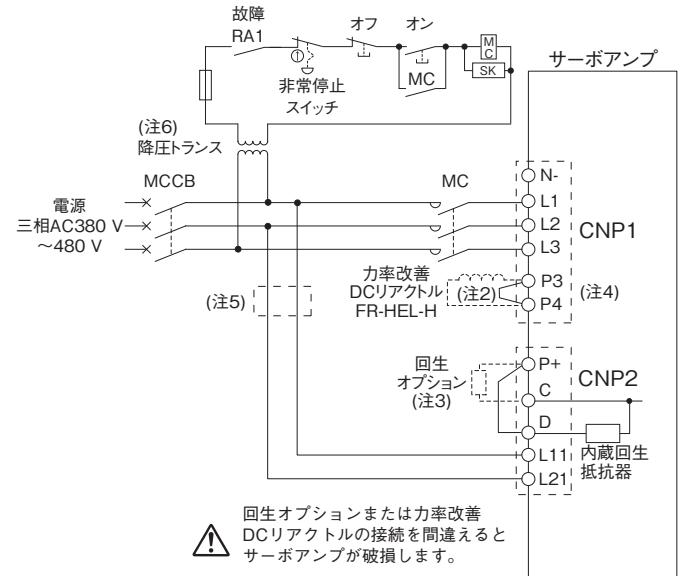 故障
RA1
オフ
オン
MC
SK
MC
非常停止
スイッチ
サーボアンプ
(注6)
降圧トランス
MCCB
MC
電源
三相AC380 V
～480 V
N-
L1
L2
L3
CNP1
力率改善
DCリアクトル
FR-HEL-H
(注2)
P3
P4
(注4)
(注5)
回生
オプション
(注3)
P+
C
D
CNP2
内蔵回生
抵抗器
L11
L21
回生オプションまたは力率改善
DCリアクトルの接続を間違えると
サーボアンプが破損します。